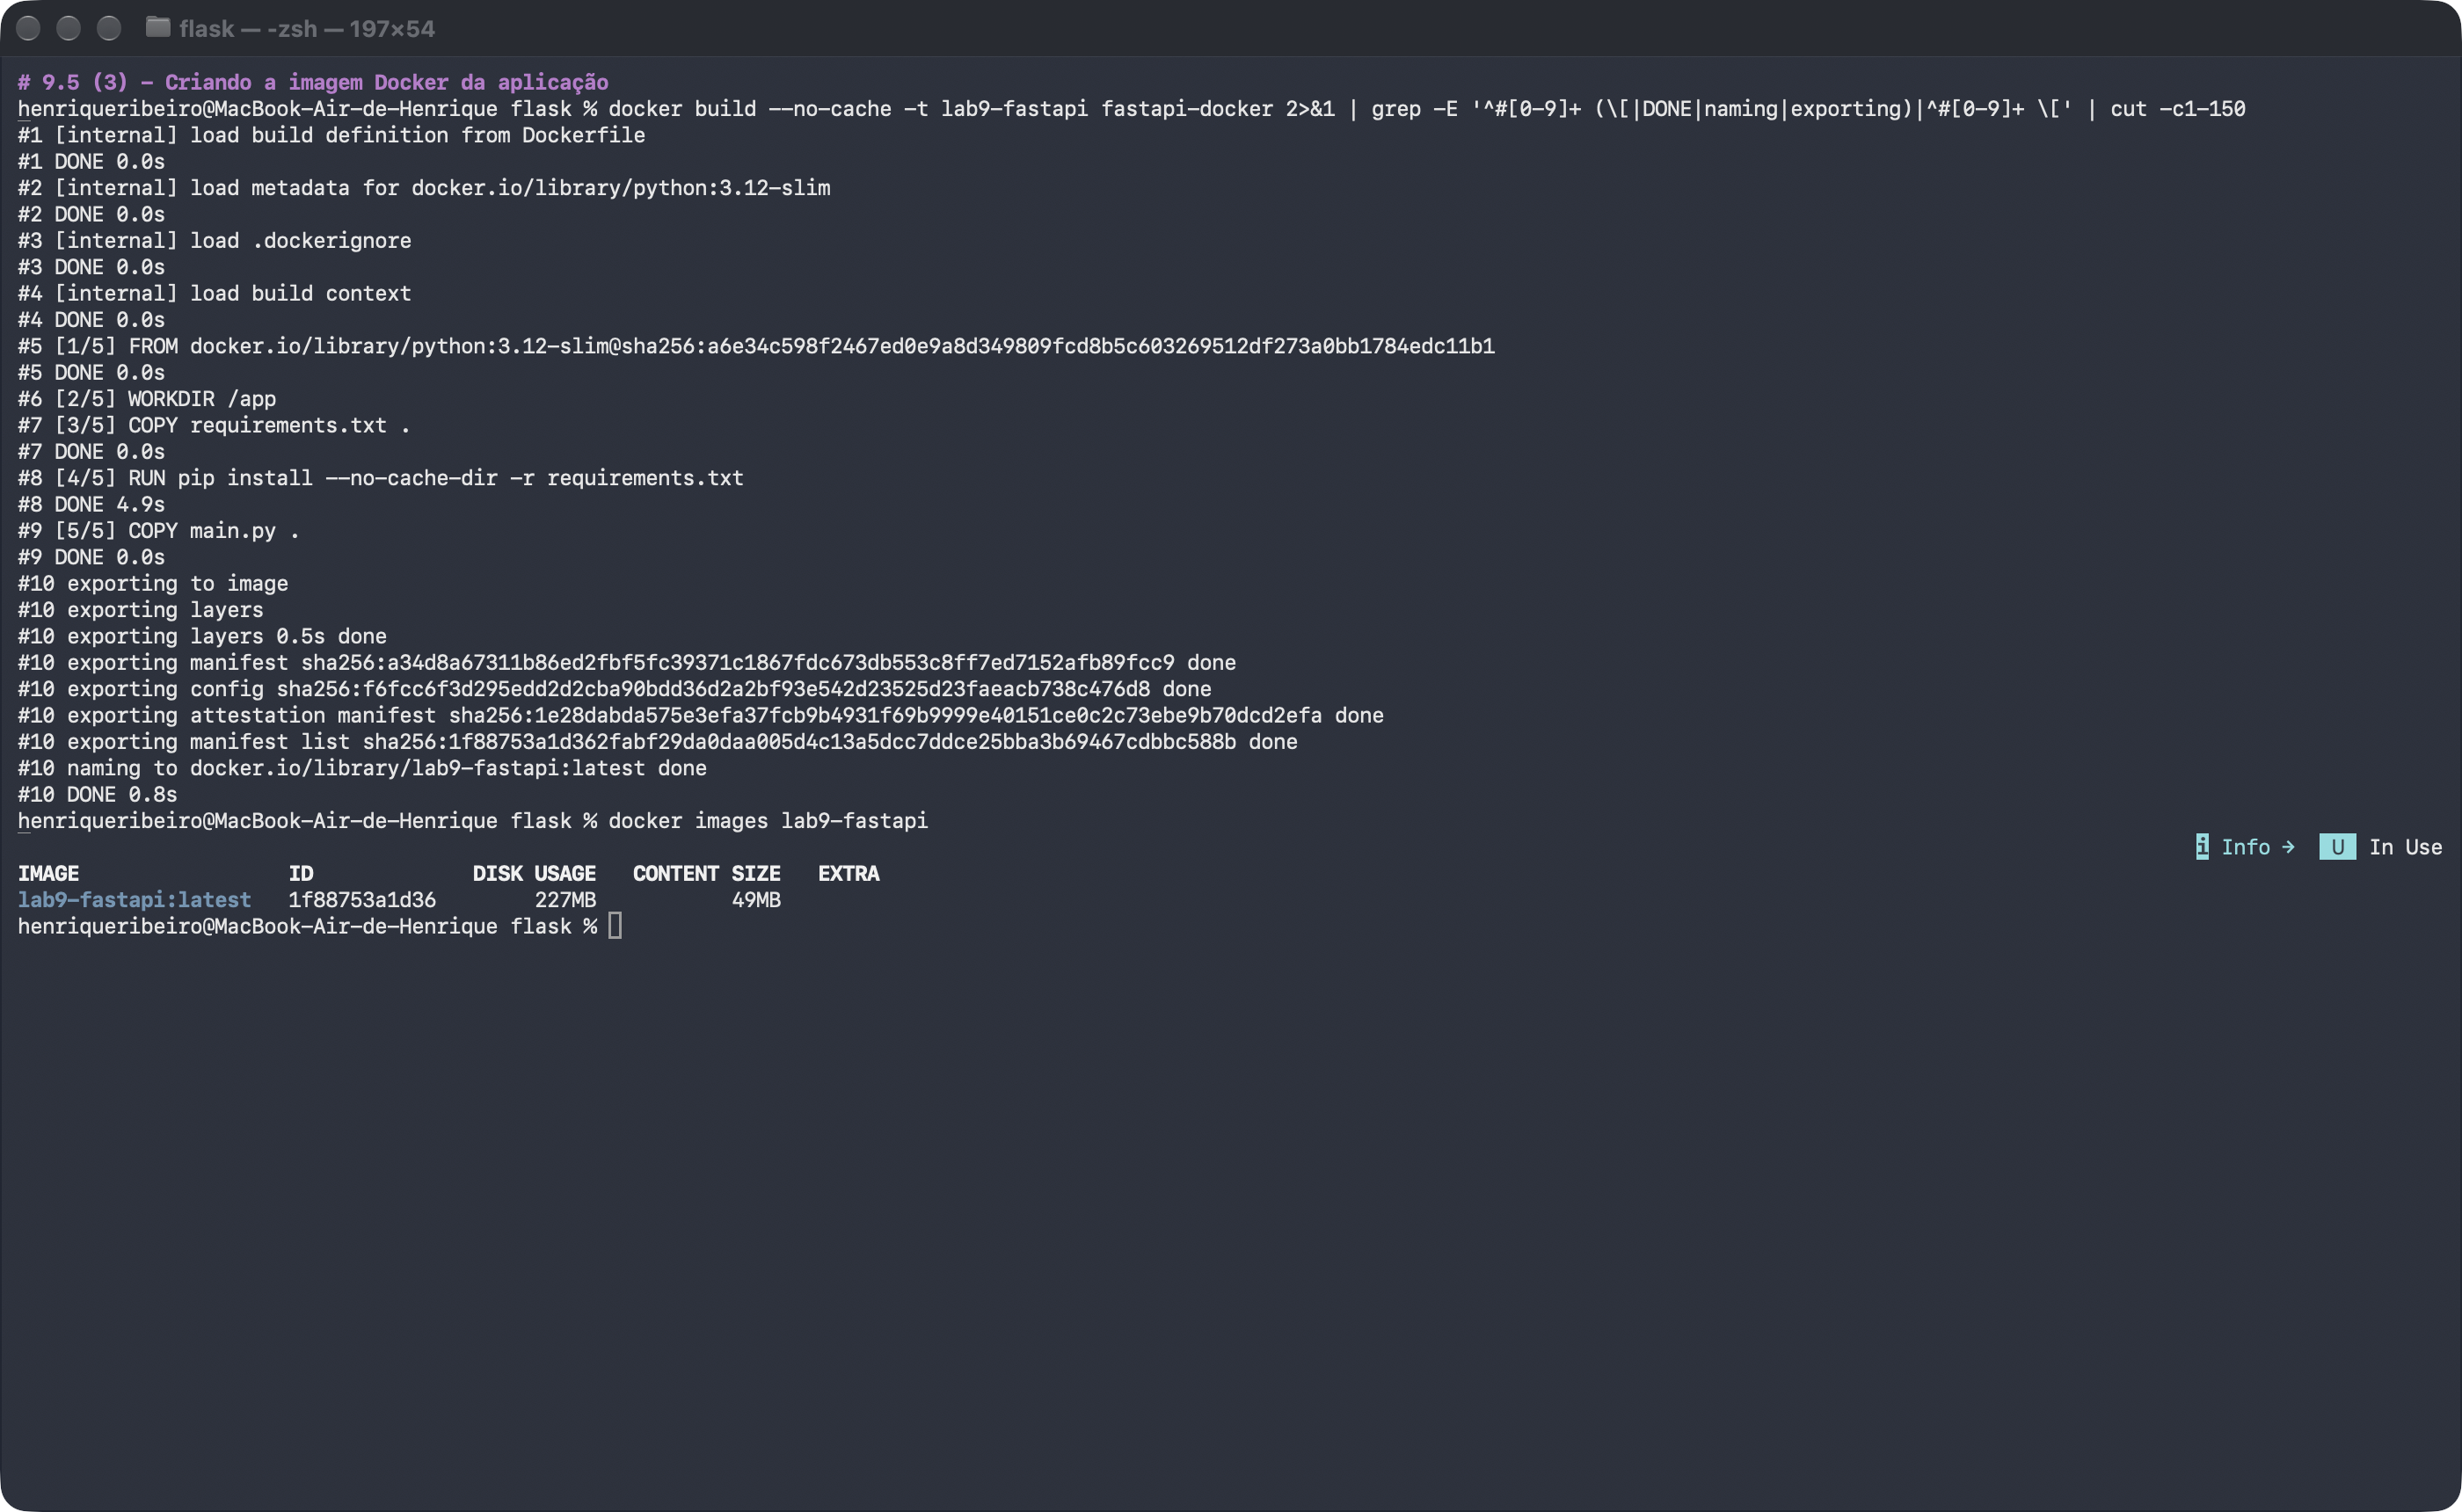 flask — -zsh — 197×54
# 9.5 (3) - Criando a imagem Docker da aplicação
henriqueribeiro@MacBook-Air-de-Henrique flask % docker build --no-cache -t lab9-fastapi fastapi-docker 2>&1 | grep -E '^#[0-9]+ (\[|DONE|naming|exporting)|^#[0-9]+ \[' | cut -c1-150
#1 [internal] load build definition from Dockerfile
#1 DONE 0.0s
#2 [internal] load metadata for docker.io/library/python:3.12-slim
#2 DONE 0.0s
#3 [internal] load .dockerignore
#3 DONE 0.0s
#4 [internal] load build context
#4 DONE 0.0s
#5 [1/5] FROM docker.io/library/python:3.12-slim@sha256:a6e34c598f2467ed0e9a8d349809fcd8b5c603269512df273a0bb1784edc11b1
#5 DONE 0.0s
#6 [2/5] WORKDIR /app
#7 [3/5] COPY requirements.txt .
#7 DONE 0.0s
#8 [4/5] RUN pip install --no-cache-dir -r requirements.txt
#8 DONE 4.9s
#9 [5/5] COPY main.py .
#9 DONE 0.0s
#10 exporting to image
#10 exporting layers
#10 exporting layers 0.5s done
#10 exporting manifest sha256:a34d8a67311b86ed2fbf5fc39371c1867fdc673db553c8ff7ed7152afb89fcc9 done
#10 exporting config sha256:f6fcc6f3d295edd2d2cba90bdd36d2a2bf93e542d23525d23faeacb738c476d8 done
#10 exporting attestation manifest sha256:1e28dabda575e3efa37fcb9b4931f69b9999e40151ce0c2c73ebe9b70dcd2efa done
#10 exporting manifest list sha256:1f88753a1d362fabf29da0daa005d4c13a5dcc7ddce25bba3b69467cdbbc588b done
#10 naming to docker.io/library/lab9-fastapi:latest done
#10 DONE 0.8s
henriqueribeiro@MacBook-Air-de-Henrique flask % docker images lab9-fastapi
i Info → U In Use
IMAGE ID DISK USAGE CONTENT SIZE EXTRA
lab9-fastapi:latest 1f88753a1d36 227MB 49MB
henriqueribeiro@MacBook-Air-de-Henrique flask %